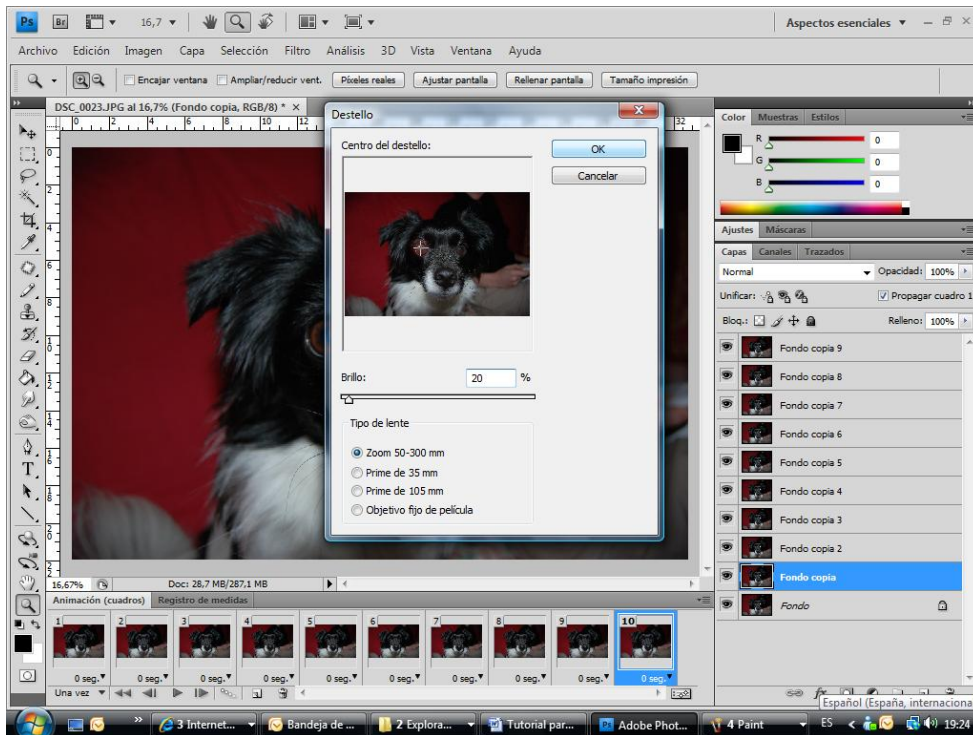 Ps Br 16,7 Aspectos esenciales
Archivo Edición Imagen Capa Selección Filtro Análisis 3D Vista Ventana Ayuda
Encajar ventana Ampliar/reducir vent. Píxeles reales Ajustar pantalla Rellenar pantalla Tamaño impresión
DSC_0023.JPG al 16,7% (Fondo copia, RGB/8) * ×
0 2 4 6 8 10 12 32
Destello
Centro del destello:
OK
Cancelar
Brillo: 20 %
Tipo de lente
Zoom 50-300 mm
Prime de 35 mm
Prime de 105 mm
Objetivo fijo de película
Color Muestras Estilos
R 0
G 0
B 0
Ajustes Máscaras
Capas Canales Trazados
Normal Opacidad: 100%
Unificar: Propagar cuadro 1
Bloq.: Relleno: 100%
Fondo copia 9
Fondo copia 8
Fondo copia 7
Fondo copia 6
Fondo copia 5
Fondo copia 4
Fondo copia 3
Fondo copia 2
Fondo copia
Fondo
16,67% Doc: 28,7 MB/287,1 MB
Animación (cuadros) Registro de medidas
1 2 3 4 5 6 7 8 9 10
0 seg. 0 seg. 0 seg. 0 seg. 0 seg. 0 seg. 0 seg. 0 seg. 0 seg. 0 seg.
Una vez
Español (España, internaciona
3 Internet... Bandeja de ... 2 Explora... Tutorial par... Adobe Phot... 4 Paint ES 19:24